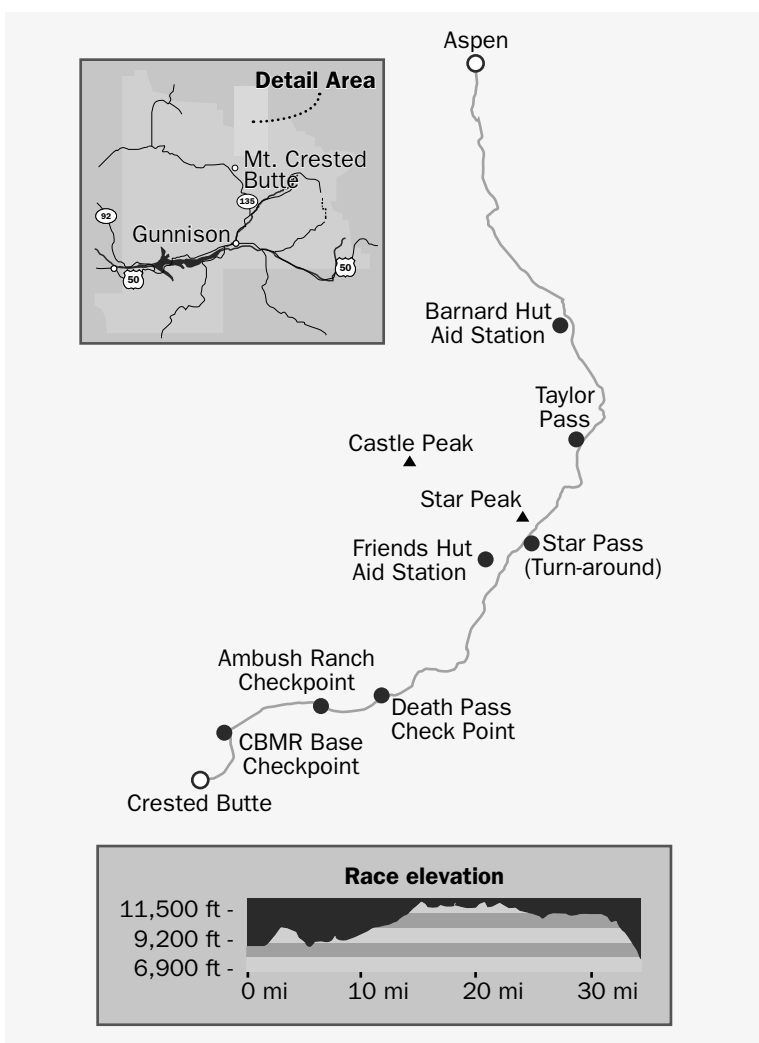 Aspen
Detail Area
Mt. Crested
Butte
135
92
Gunnison
50
50
Barnard Hut
Aid Station
Taylor
Pass
Castle Peak
Star Peak
Friends Hut
Aid Station
Star Pass
(Turn-around)
Ambush Ranch
Checkpoint
Death Pass
Check Point
CBMR Base
Checkpoint
Crested Butte
Race elevation
11,500 ft -
9,200 ft -
6,900 ft -
0 mi 10 mi 20 mi 30 mi